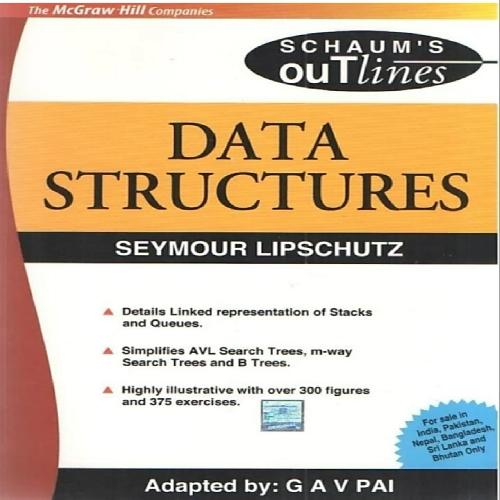 The McGraw·Hill Companies
SCHAUM'S
ouTlines
DATA
STRUCTURES
SEYMOUR LIPSCHUTZ
Details Linked representation of Stacks
and Queues.
Simplifies AVL Search Trees, m-way
Search Trees and B Trees.
Highly illustrative with over 300 figures
and 375 exercises.
For sale in
India, Pakistan,
Nepal, Bangladesh,
Sri Lanka and
Bhutan Only
Adapted by: G A V PAI